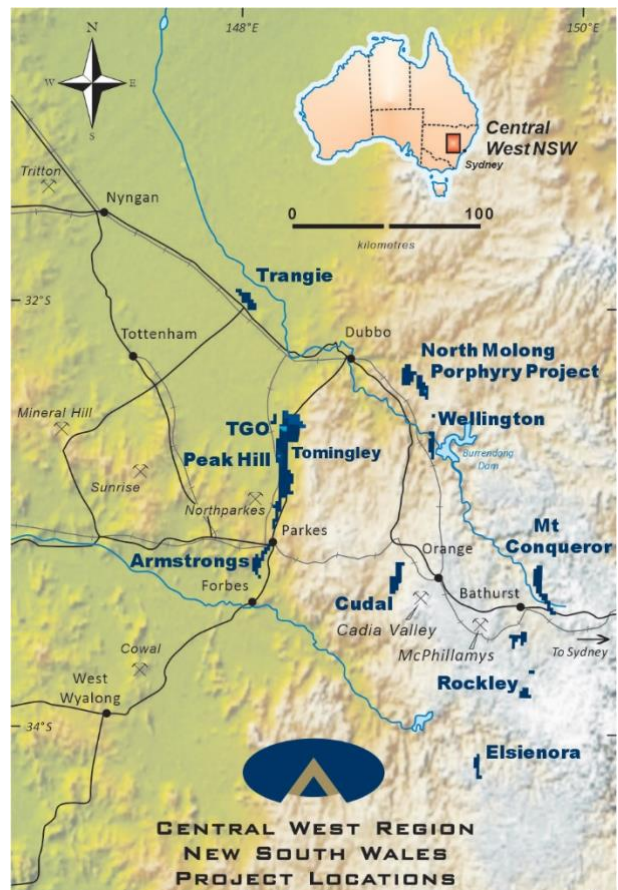 148°E
150°E
N
W
E
S
Central
West NSW
Sydney
Tritton
Nyngan
0
100
kilometres
Trangie
32°S
Dubbo
Tottenham
North Molong
Porphyry Project
Mineral Hill
TGO
Wellington
Peak Hill
Tomingley
Burrendong
Dam
Sunrise
Northparkes
Parkes
Mt
Conqueror
Armstrongs
Orange
Forbes
Cudal
Bathurst
Cadia Valley
McPhillamys
To Sydney
Cowal
West
Wyalong
Rockley
34°S
Elsienora
CENTRAL WEST REGION
NEW SOUTH WALES
PROJECT LOCATIONS